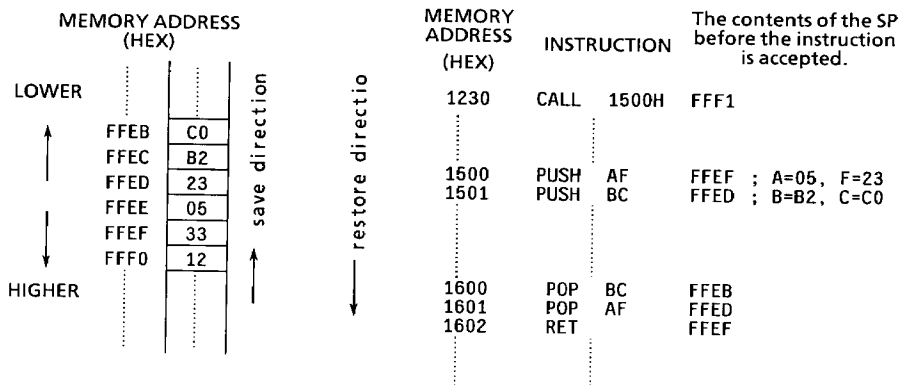 MEMORY ADDRESS
(HEX)
LOWER
FFEB C0
FFEC B2
FFED 23
FFEE 05
FFEF 33
FFF0 12
HIGHER
save direction
restore directio
MEMORY
ADDRESS
(HEX)
INSTRUCTION
The contents of the SP
before the instruction
is accepted.
1230 CALL 1500H FFF1
1500 PUSH AF FFEF ; A=05, F=23
1501 PUSH BC FFED ; B=B2, C=C0
1600 POP BC FFEB
1601 POP AF FFED
1602 RET FFEF